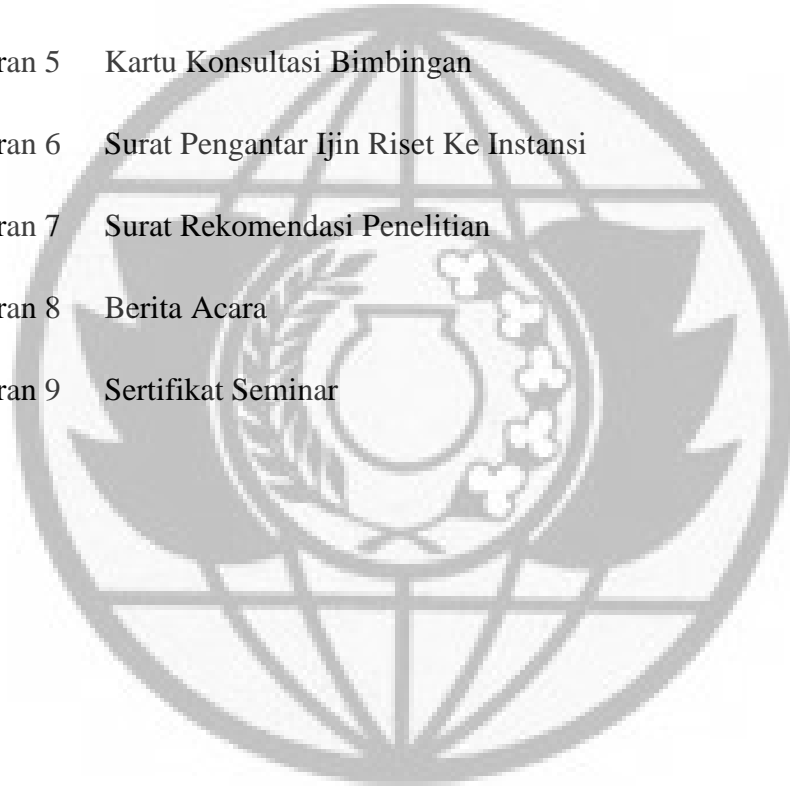 ran 5 Kartu Konsultasi Bimbingan
ran 6 Surat Pengantar Ijin Riset Ke Instansi
ran 7 Surat Rekomendasi Penelitian
ran 8 Berita Acara
ran 9 Sertifikat Seminar